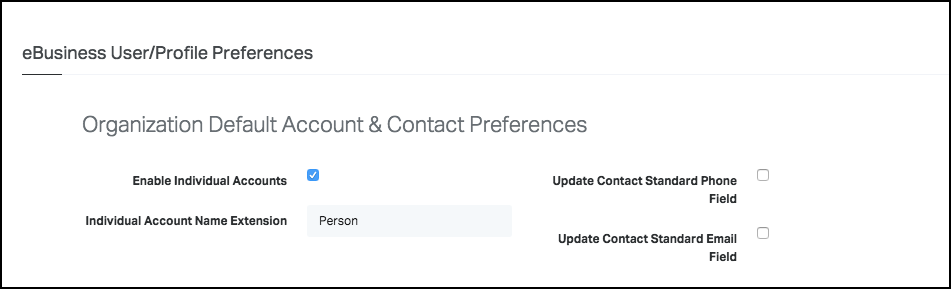 eBusiness User/Profile Preferences
Organization Default Account & Contact Preferences
Enable Individual Accounts
Individual Account Name Extension
Person
Update Contact Standard Phone
Field
Update Contact Standard Email
Field